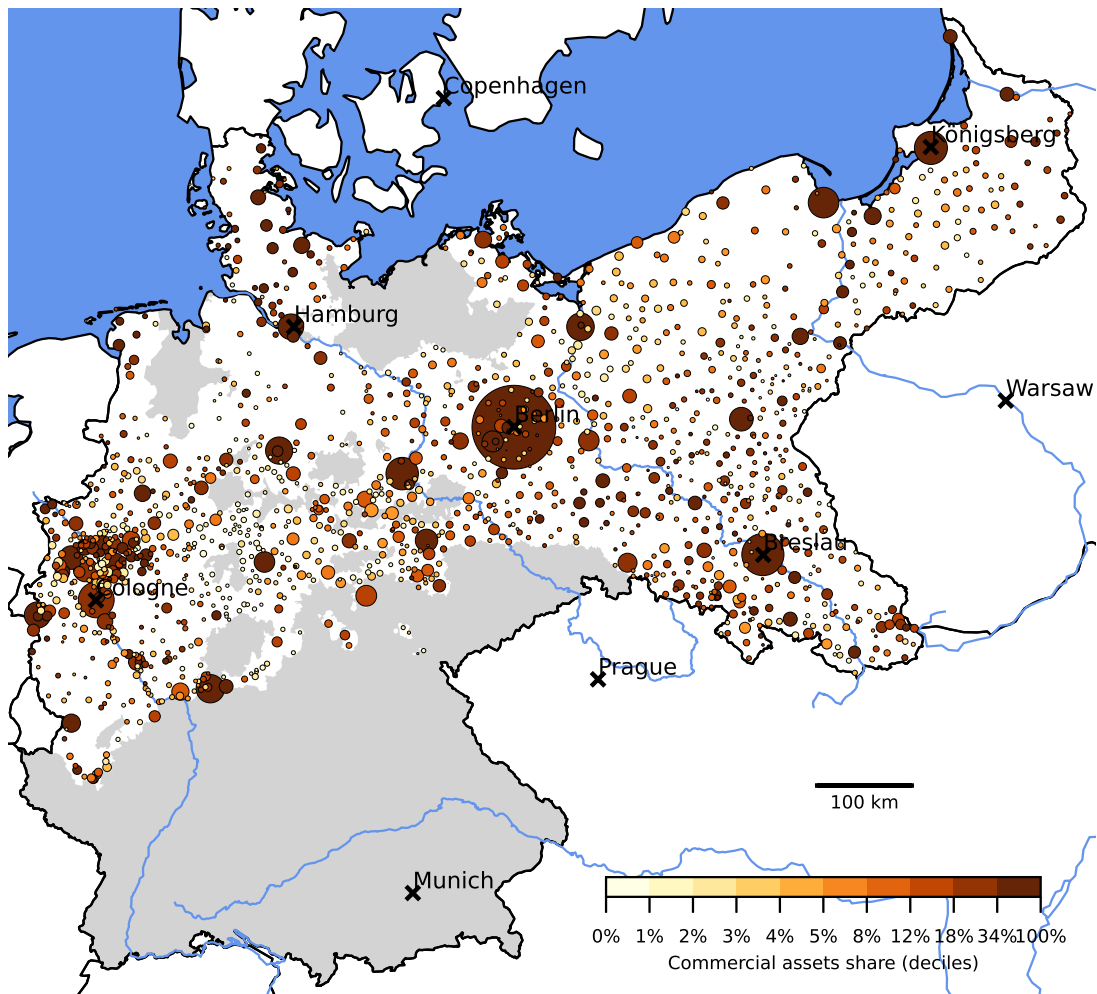 Copenhagen
Königsberg
Hamburg
Warsaw
Berlin
Breslau
Cologne
Prague
100 km
Munich
0% 1% 2% 3% 4% 5% 8% 12% 18% 34% 100%
Commercial assets share (deciles)